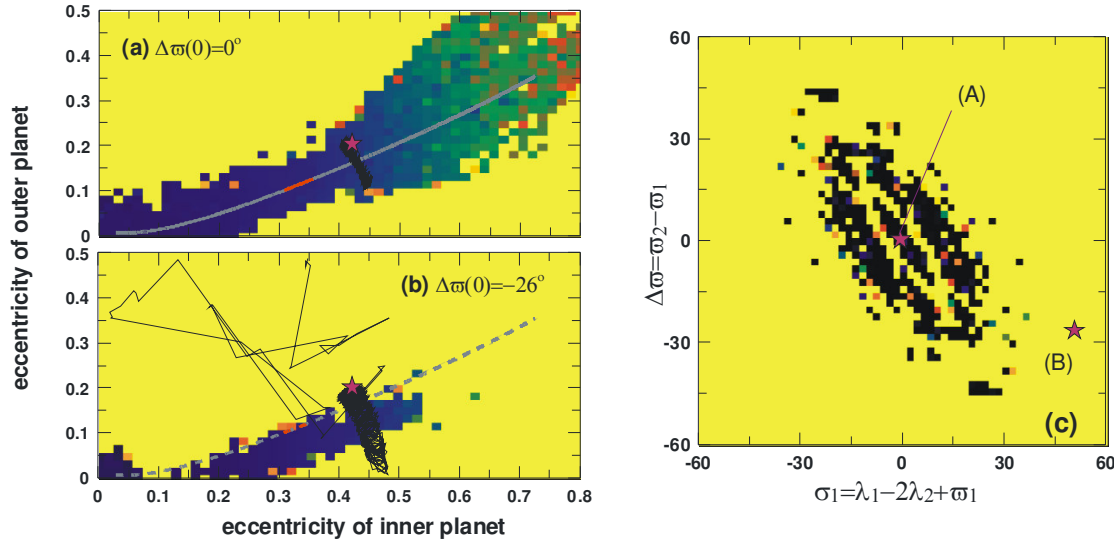 (a) Δϖ(0)=0°
0.5
0.4
0.3
0.2
0.1
0
eccentricity of outer planet
(b) Δϖ(0)=−26°
0.5
0.4
0.3
0.2
0.1
0
0 0.1 0.2 0.3 0.4 0.5 0.6 0.7 0.8
eccentricity of inner planet
60
30
0
-30
-60
Δϖ=ϖ2−ϖ1
(A)
(B)
(c)
-60 -30 0 30 60
σ1=λ1−2λ2+ϖ1